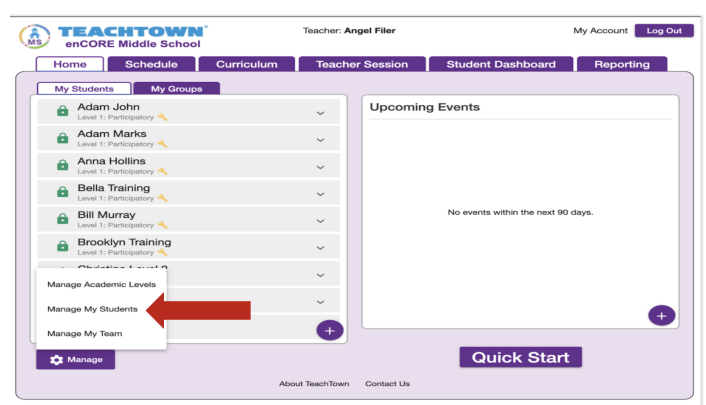 TEACHTOWN®
MS
enCORE Middle School
Teacher: Angel Filer
My Account
Log Out
Home
Schedule
Curriculum
Teacher Session
Student Dashboard
Reporting
My Students
My Groups
Adam John
Level 1: Participatory
Adam Marks
Level 1: Participatory
Anna Hollins
Level 1: Participatory
Bella Training
Level 1: Participatory
Bill Murray
Level 1: Participatory
Brooklyn Training
Level 1: Participatory
Manage Academic Levels
Manage My Students
Manage My Team
Manage
Upcoming Events
No events within the next 90 days.
+
+
Quick Start
About TeachTown
Contact Us